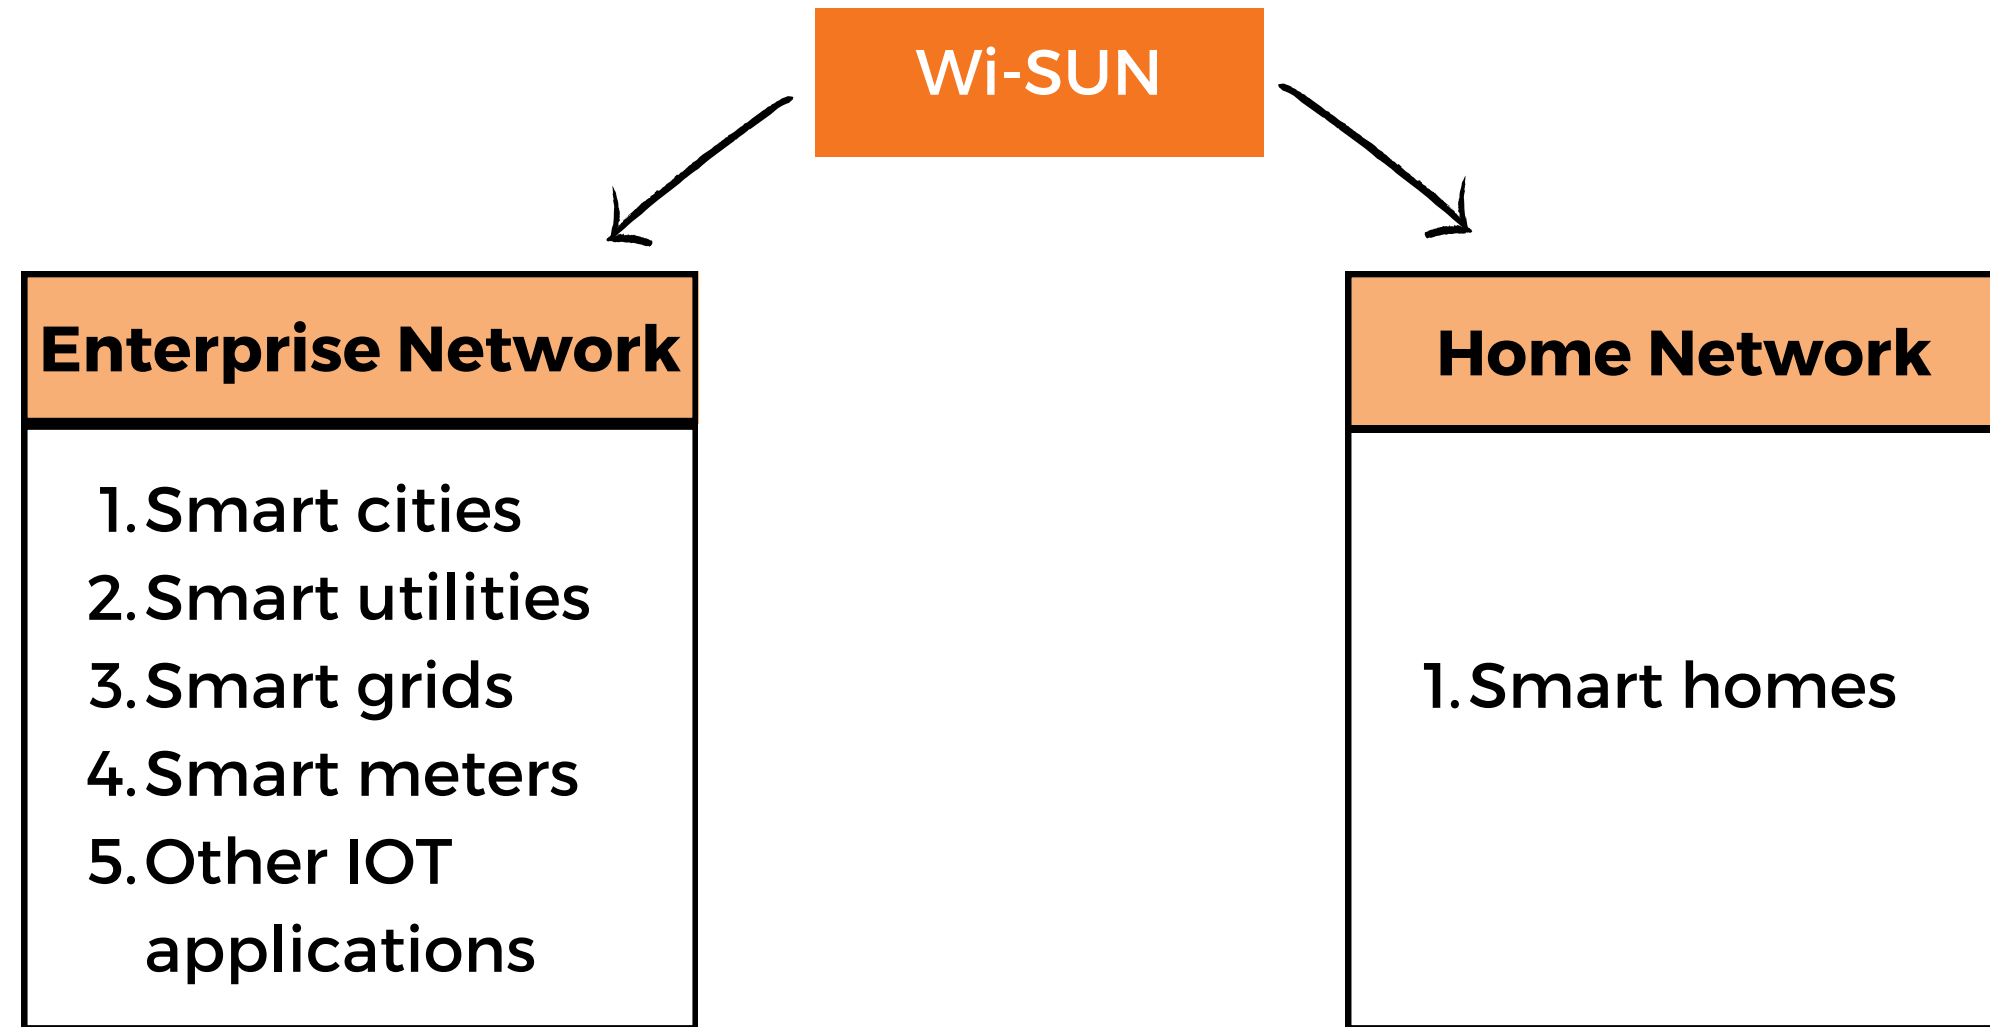 Wi-SUN
Enterprise Network
1. Smart cities
2. Smart utilities
3. Smart grids
4. Smart meters
5. Other IOT
applications
Home Network
1. Smart homes